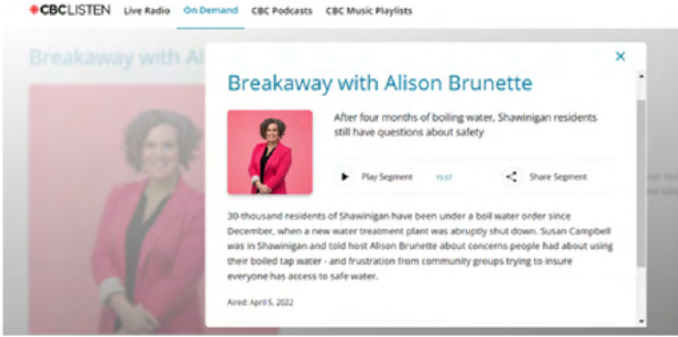 CBC LISTEN Live Radio On Demand CBC Podcasts CBC Music Playlists
Breakaway with Al
Breakaway with Alison Brunette
After four months of boiling water, Shawinigan residents
still have questions about safety
Play Segment 15:57 Share Segment
30-thousand residents of Shawinigan have been under a boil water order since
December, when a new water treatment plant was abruptly shut down. Susan Campbell
was in Shawinigan and told host Alison Brunette about concerns people had about using
their boiled tap water - and frustration from community groups trying to insure
everyone has access to safe water.
Aired: April 5, 2022